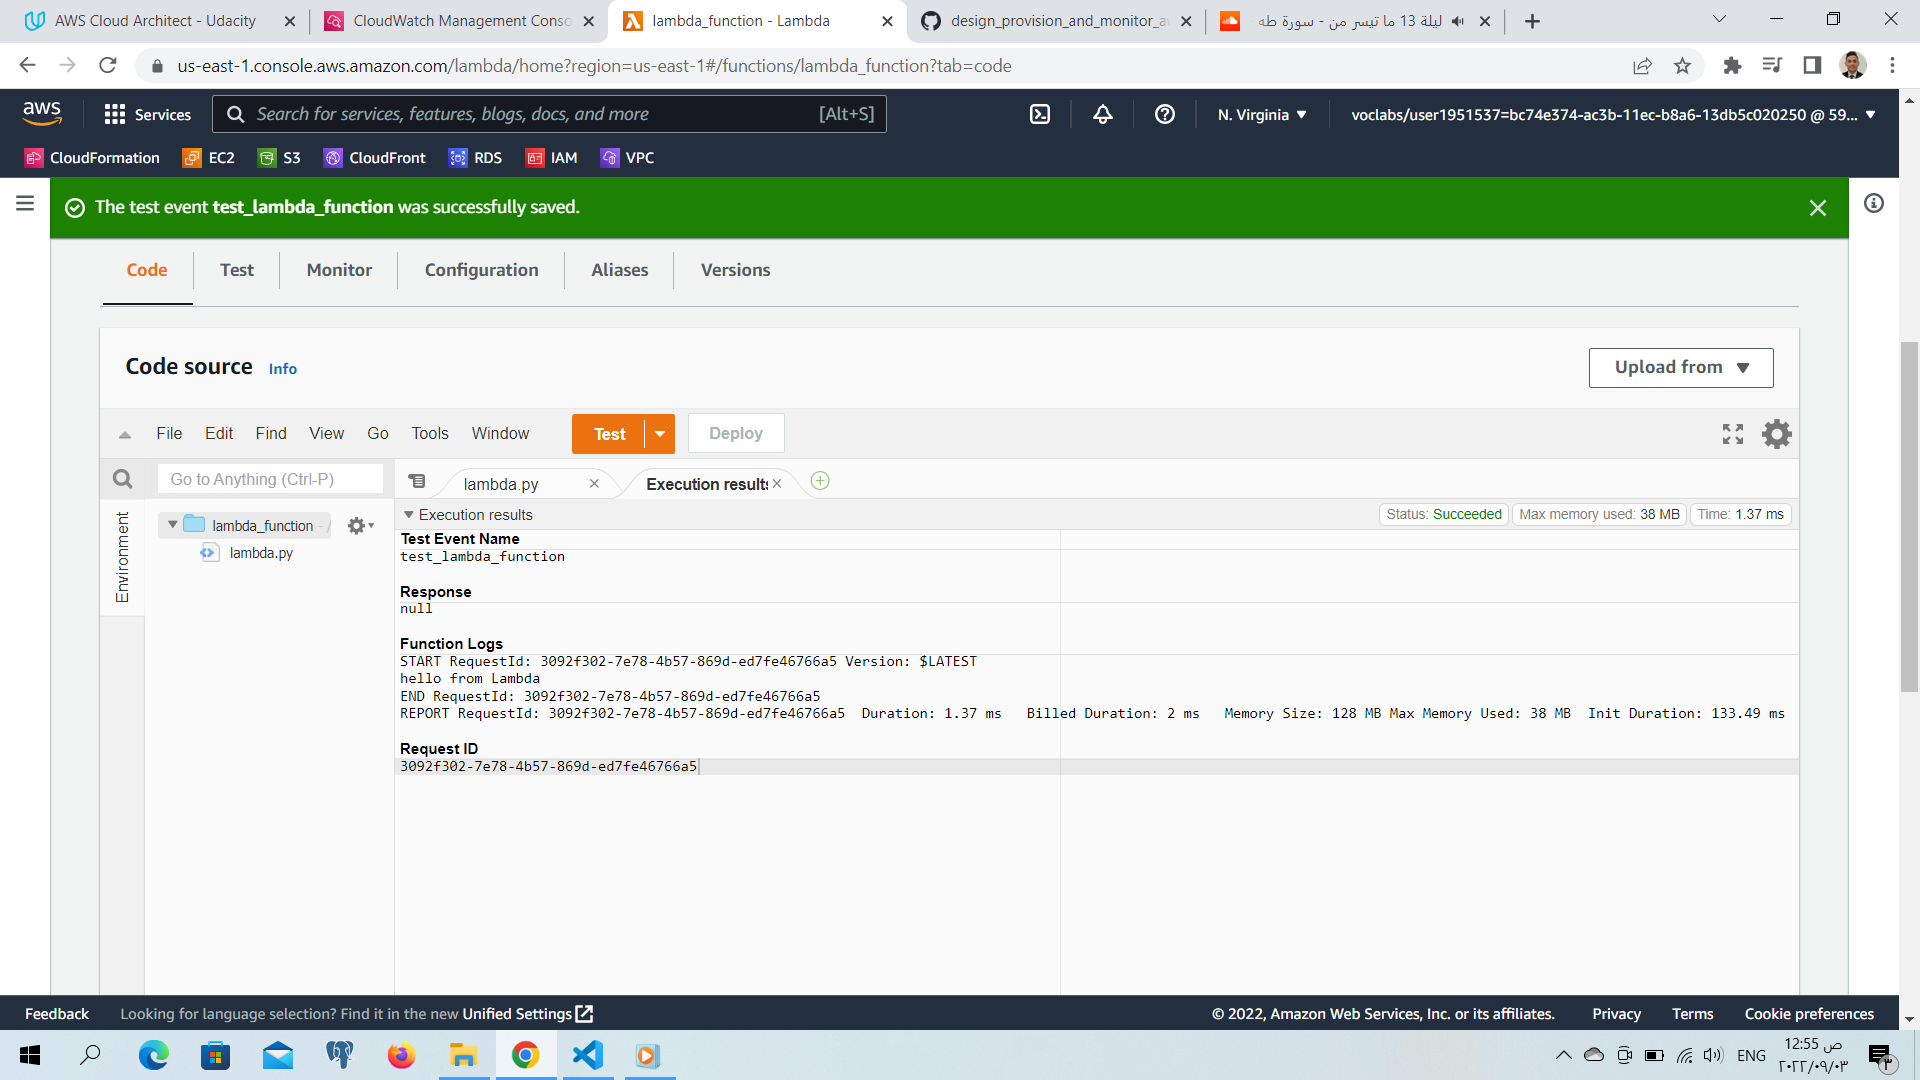 AWS Cloud Architect - Udacity
CloudWatch Management Conso
lambda_function - Lambda
design_provision_and_monitor_a
ليلة 13 ما تيسر من - سورة طه
us-east-1.console.aws.amazon.com/lambda/home?region=us-east-1#/functions/lambda_function?tab=code
aws
Services
Search for services, features, blogs, docs, and more
[Alt+S]
N. Virginia
voclabs/user1951537=bc74e374-ac3b-11ec-b8a6-13db5c020250 @ 59...
CloudFormation
EC2
S3
CloudFront
RDS
IAM
VPC
The test event test_lambda_function was successfully saved.
Code
Test
Monitor
Configuration
Aliases
Versions
Code source
Info
Upload from
File
Edit
Find
View
Go
Tools
Window
Test
Deploy
Go to Anything (Ctrl-P)
lambda.py
Execution results
Environment
lambda_function - /
lambda.py
Execution results
Status: Succeeded
Max memory used: 38 MB
Time: 1.37 ms
Test Event Name
test_lambda_function
Response
null
Function Logs
START RequestId: 3092f302-7e78-4b57-869d-ed7fe46766a5 Version: $LATEST
hello from Lambda
END RequestId: 3092f302-7e78-4b57-869d-ed7fe46766a5
REPORT RequestId: 3092f302-7e78-4b57-869d-ed7fe46766a5 Duration: 1.37 ms Billed Duration: 2 ms Memory Size: 128 MB Max Memory Used: 38 MB Init Duration: 133.49 ms
Request ID
3092f302-7e78-4b57-869d-ed7fe46766a5
Feedback
Looking for language selection? Find it in the new Unified Settings
© 2022, Amazon Web Services, Inc. or its affiliates.
Privacy
Terms
Cookie preferences
ENG
12:55 ص
٢٠٢٢/٠٩/٠٣
٣